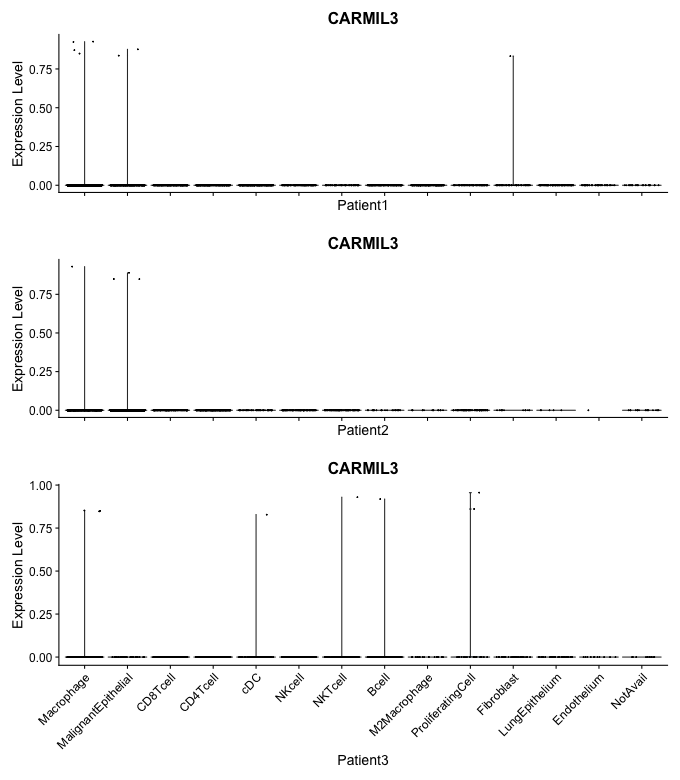 CARMIL3
Expression Level
0.75
0.50
0.25
0.00
Patient1
CARMIL3
Expression Level
0.75
0.50
0.25
0.00
Patient2
CARMIL3
Expression Level
1.00
0.75
0.50
0.25
0.00
Macrophage
MalignantEpithelial
CD8Tcell
CD4Tcell
cDC
NKcell
NKTcell
Bcell
M2Macrophage
ProliferatingCell
Fibroblast
LungEpithelium
Endothelium
NotAvail
Patient3